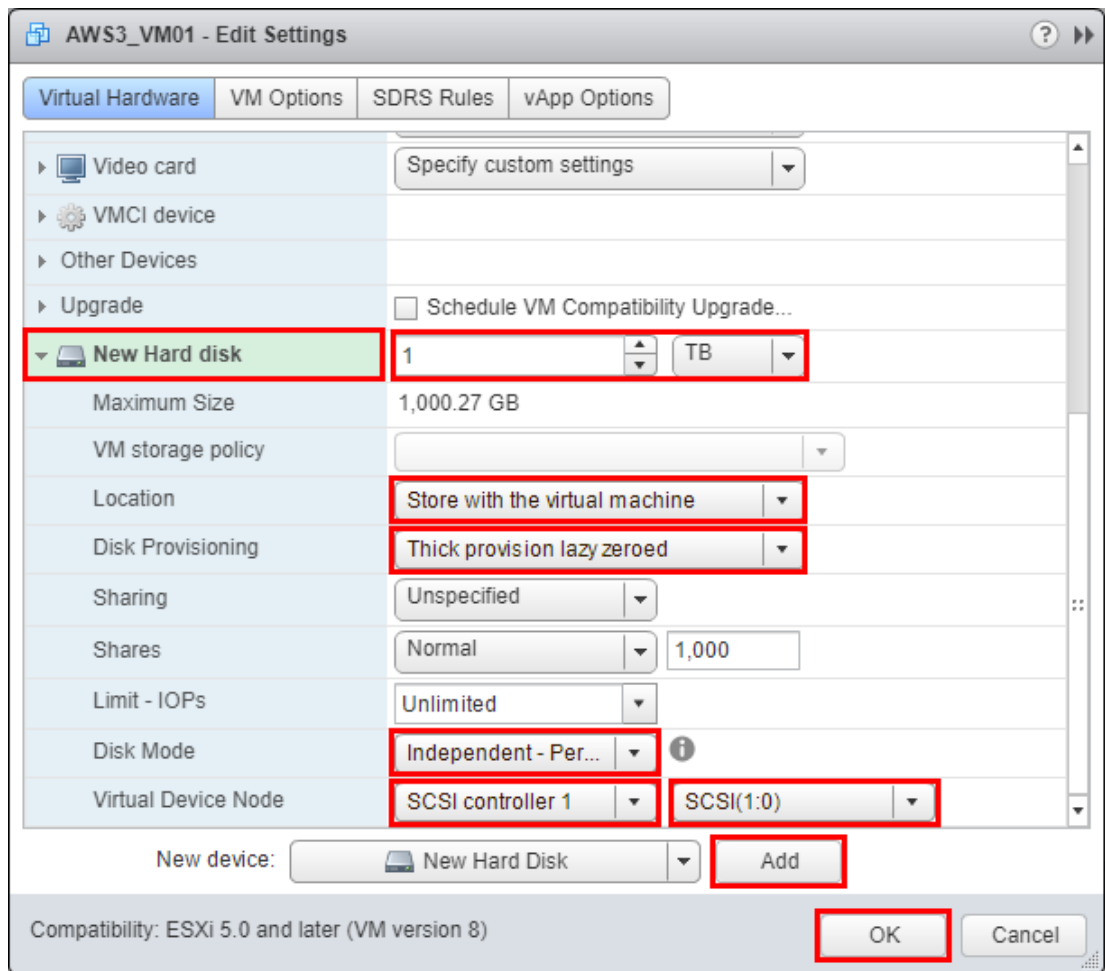 AWS3_VM01 - Edit Settings
Virtual Hardware VM Options SDRS Rules vApp Options
Video card Specify custom settings
VMCI device
Other Devices
Upgrade Schedule VM Compatibility Upgrade...
New Hard disk 1 TB
Maximum Size 1,000.27 GB
VM storage policy
Location Store with the virtual machine
Disk Provisioning Thick provision lazy zeroed
Sharing Unspecified
Shares Normal 1,000
Limit - IOPs Unlimited
Disk Mode Independent - Per...
Virtual Device Node SCSI controller 1 SCSI(1:0)
New device: New Hard Disk Add
Compatibility: ESXi 5.0 and later (VM version 8) OK Cancel